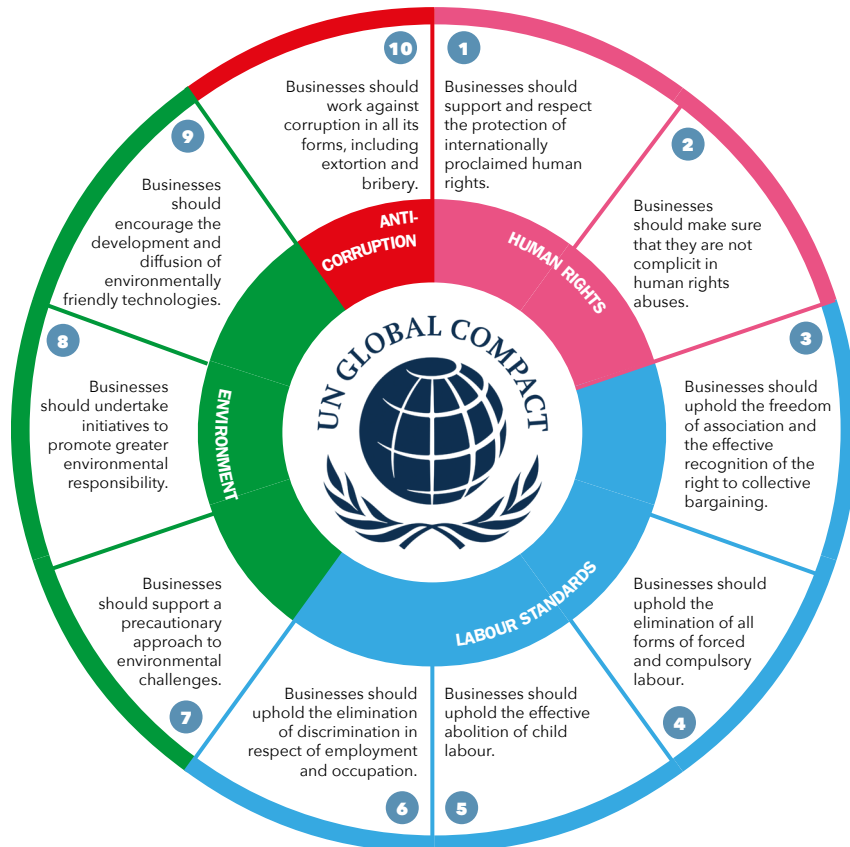 UN GLOBAL COMPACT
HUMAN RIGHTS
1
Businesses should
support and respect
the protection of
internationally
proclaimed human
rights.
2
Businesses
should make sure
that they are not
complicit in
human rights
abuses.
LABOUR STANDARDS
3
Businesses should
uphold the freedom
of association and
the effective
recognition of the
right to collective
bargaining.
4
Businesses should
uphold the
elimination of all
forms of forced
and compulsory
labour.
5
Businesses should
uphold the effective
abolition of child
labour.
6
Businesses should
uphold the elimination
of discrimination in
respect of employment
and occupation.
ENVIRONMENT
7
Businesses
should support a
precautionary
approach to
environmental
challenges.
8
Businesses
should undertake
initiatives to
promote greater
environmental
responsibility.
9
Businesses
should
encourage the
development and
diffusion of
environmentally
friendly technologies.
ANTI-
CORRUPTION
10
Businesses should
work against
corruption in all its
forms, including
extortion and
bribery.